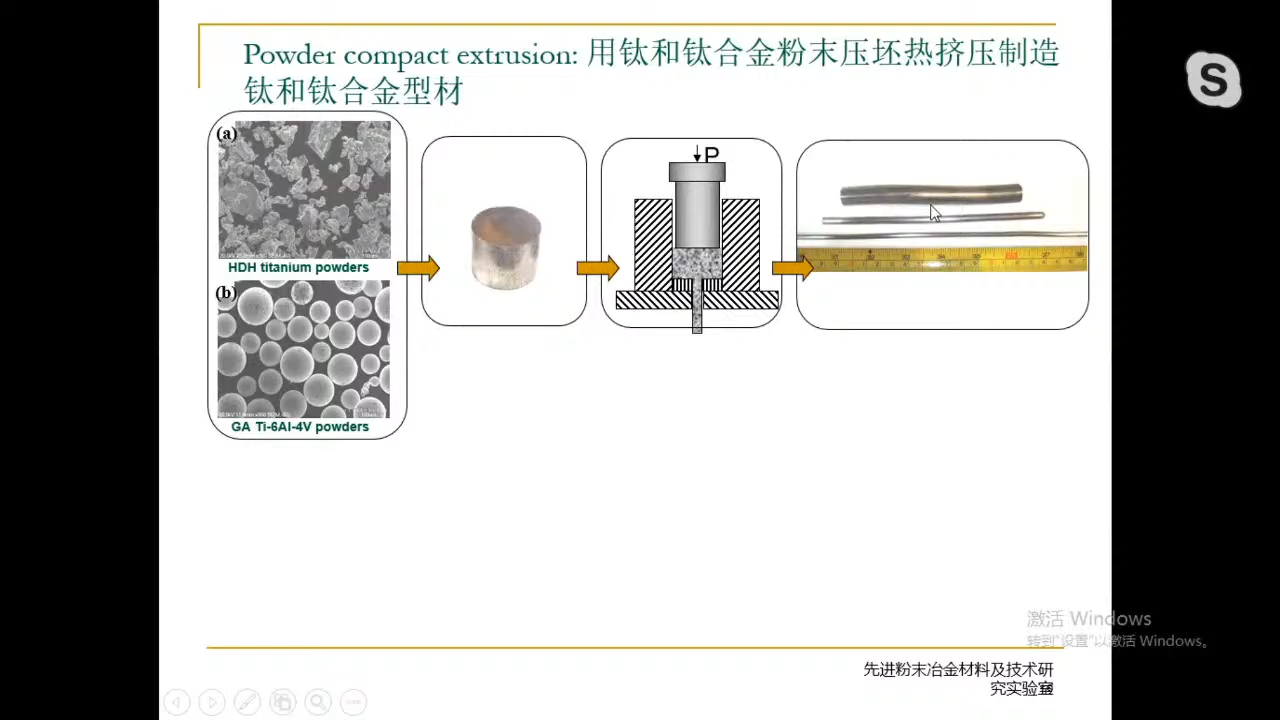 Powder compact extrusion: 用钛和钛合金粉末压坯热挤压制造
钛和钛合金型材
(a)
HDH titanium powders
(b)
GA Ti-6Al-4V powders
P
S
激活 Windows
转到"设置"以激活 Windows。
先进粉末冶金材料及技术研
究实验室